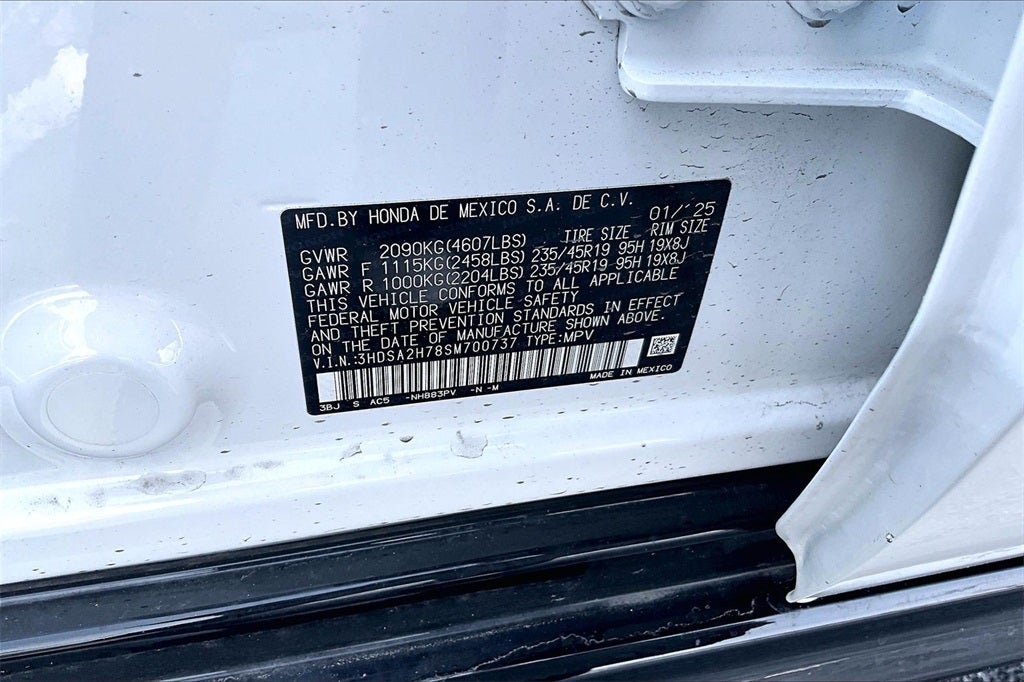 MFD.BY HONDA DE MEXICO S.A. DE C.V. 01/'25
GVWR 2090KG(4607LBS) TIRE SIZE RIM SIZE
GAWR F 1115KG(2458LBS) 235/45R19 95H 19X8J
GAWR R 1000KG(2204LBS) 235/45R19 95H 19X8J
THIS VEHICLE CONFORMS TO ALL APPLICABLE
FEDERAL MOTOR VEHICLE SAFETY
AND THEFT PREVENTION STANDARDS IN EFFECT
ON THE DATE OF MANUFACTURE SHOWN ABOVE.
V.I.N.:3HDSA2H78SM700737 TYPE:MPV
MADE IN MEXICO
3BJ S AC5 -NH883PV -N -M